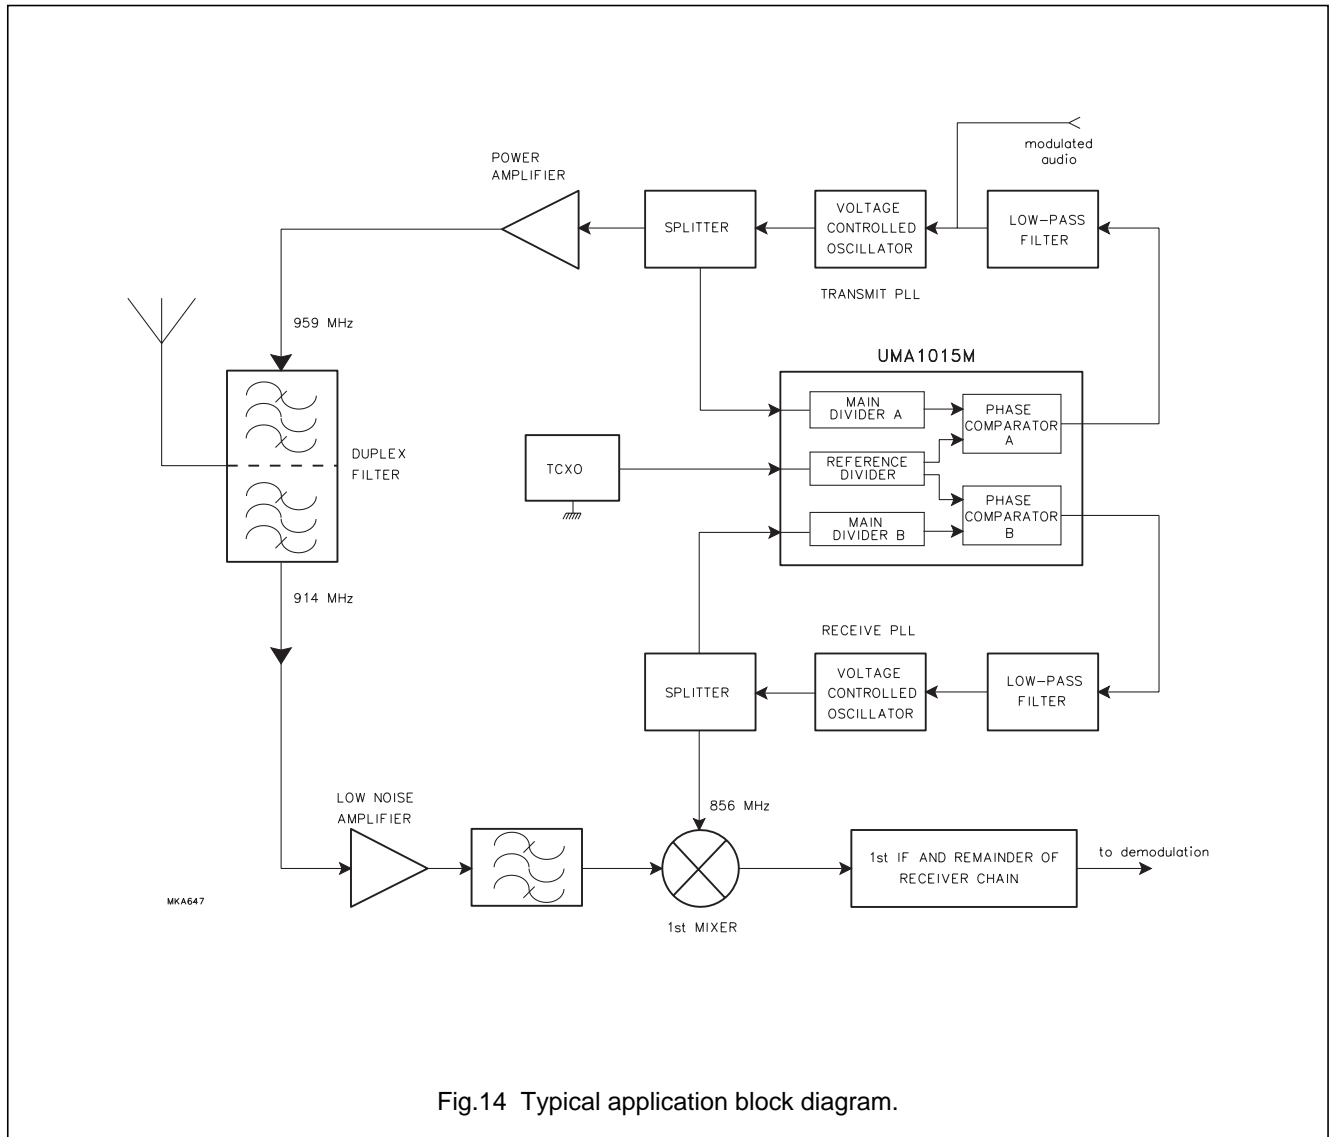 modulated
audio
POWER
AMPLIFIER
SPLITTER
VOLTAGE
CONTROLLED
OSCILLATOR
LOW-PASS
FILTER
TRANSMIT PLL
959 MHz
UMA1015M
MAIN
DIVIDER A
PHASE
COMPARATOR
A
DUPLEX
FILTER
TCXO
REFERENCE
DIVIDER
PHASE
COMPARATOR
B
MAIN
DIVIDER B
914 MHz
RECEIVE PLL
SPLITTER
VOLTAGE
CONTROLLED
OSCILLATOR
LOW-PASS
FILTER
LOW NOISE
AMPLIFIER
856 MHz
1st IF AND REMAINDER OF
RECEIVER CHAIN
to demodulation
MKA647
1st MIXER
Fig.14 Typical application block diagram.